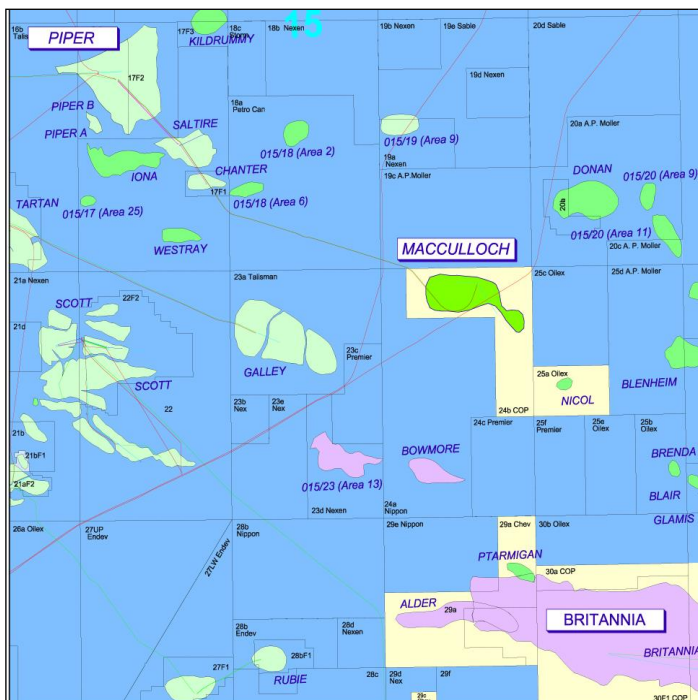 15
16b
Talis
PIPER
17F3
KILDRUMMY
18c
18b Nexen
19b Nexen
19e Sable
20d Sable
19d Nexen
17F2
18a
Petro Can
PIPER B
PIPER A
SALTIRE
015/18 (Area 2)
015/19 (Area 9)
19a
Nexen
20a A.P. Moller
IONA
CHANTER
17F1
015/18 (Area 6)
19c A.P.Moller
DONAN
015/20 (Area 9)
20b
TARTAN
015/17 (Area 25)
WESTRAY
015/20 (Area 11)
20c A. P. Moller
MACCULLOCH
21a Nexen
23a Talisman
25c Oilex
25d A.P. Moller
SCOTT
22F2
21d
GALLEY
23c
Premier
SCOTT
25a Oilex
NICOL
BLENHEIM
22
23b
Nex
23e
Nex
24b COP
24c Premier
25f
Premier
25e
Oilex
25b
Oilex
21b
21bF1
21aF2
015/23 (Area 13)
BOWMORE
BRENDA
BLAIR
23d Nexen
24a
Nippon
GLAMIS
26a Oilex
27UP
Endev
28b
Nippon
29e Nippon
29a Chev
30b Oilex
27LW Endev
PTARMIGAN
30a COP
ALDER
29a
BRITANNIA
28b
Endev
28d
Nexen
BRITANNIA
28bF1
27F1
RUBIE
28c
29d
Nex
29f
29c
30F1 COP